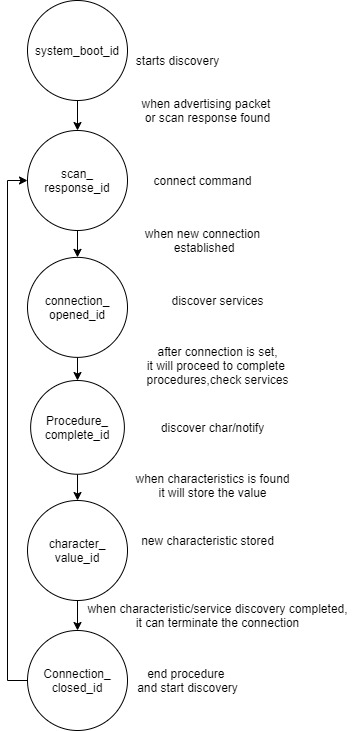 system_boot_id
starts discovery
when advertising packet
or scan response found
scan_
response_id
connect command
when new connection
established
connection_
opened_id
discover services
after connection is set,
it will proceed to complete
procedures,check services
Procedure_
complete_id
discover char/notify
when characteristics is found
it will store the value
character_
value_id
new characteristic stored
when characteristic/service discovery completed,
it can terminate the connection
Connection_
closed_id
end procedure
and start discovery